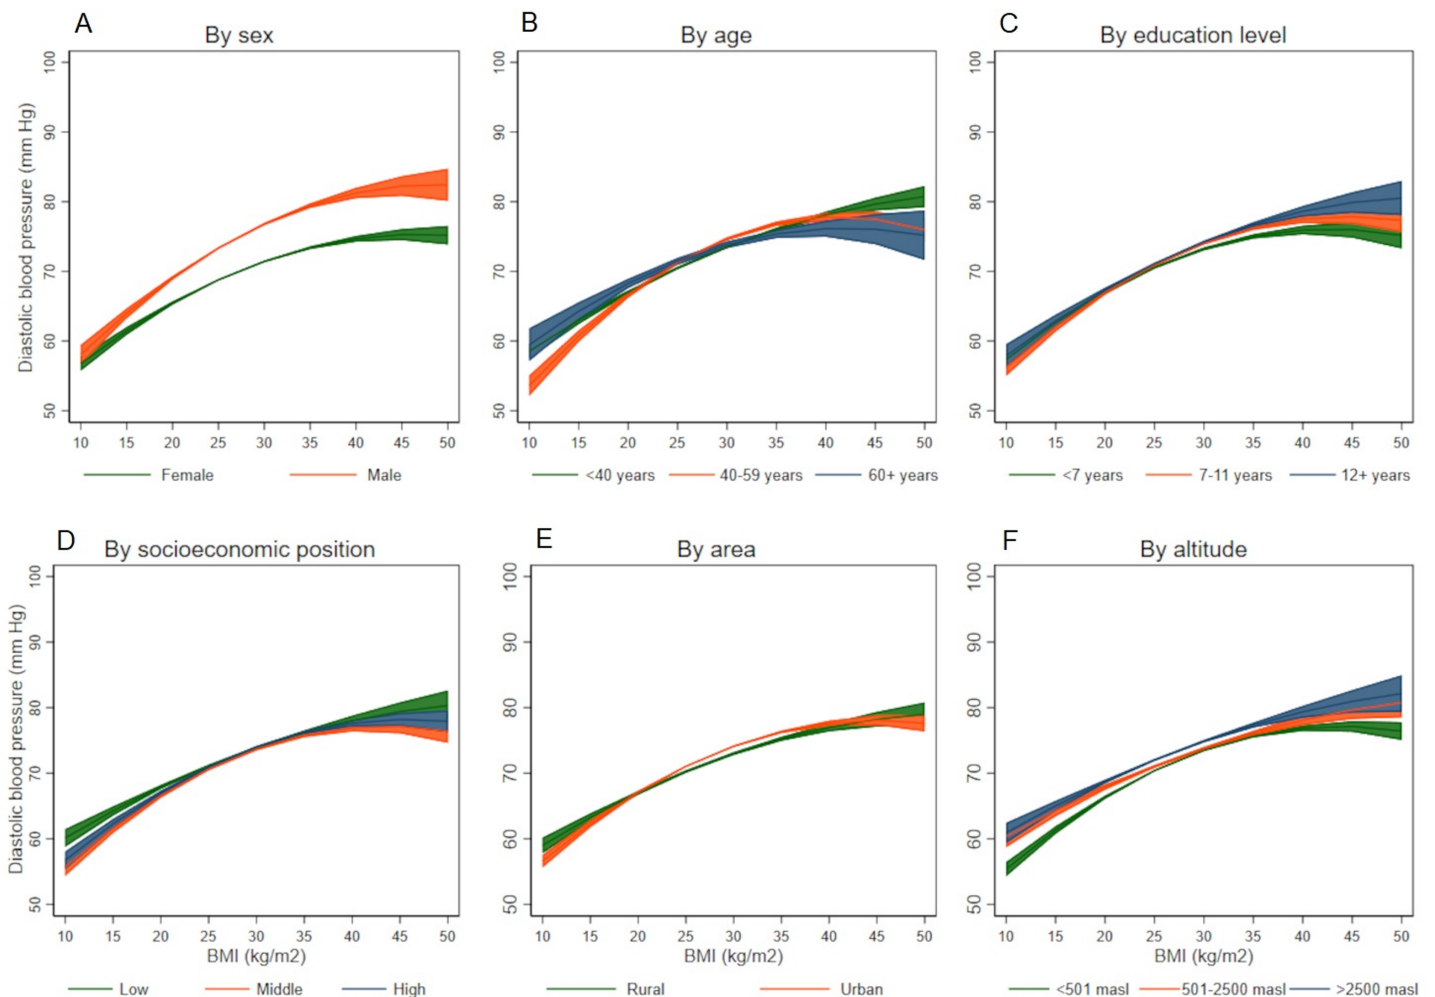 A
By sex
Diastolic blood pressure (mm Hg)
100
90
80
70
60
50
10 15 20 25 30 35 40 45 50
Female Male
B
By age
100
90
80
70
60
50
10 15 20 25 30 35 40 45 50
<40 years 40-59 years 60+ years
C
By education level
100
90
80
70
60
50
10 15 20 25 30 35 40 45 50
<7 years 7-11 years 12+ years
D
By socioeconomic position
Diastolic blood pressure (mm Hg)
100
90
80
70
60
50
10 15 20 25 30 35 40 45 50
BMI (kg/m2)
Low Middle High
E
By area
100
90
80
70
60
50
10 15 20 25 30 35 40 45 50
BMI (kg/m2)
Rural Urban
F
By altitude
100
90
80
70
60
50
10 15 20 25 30 35 40 45 50
BMI (kg/m2)
<501 masl 501-2500 masl >2500 masl